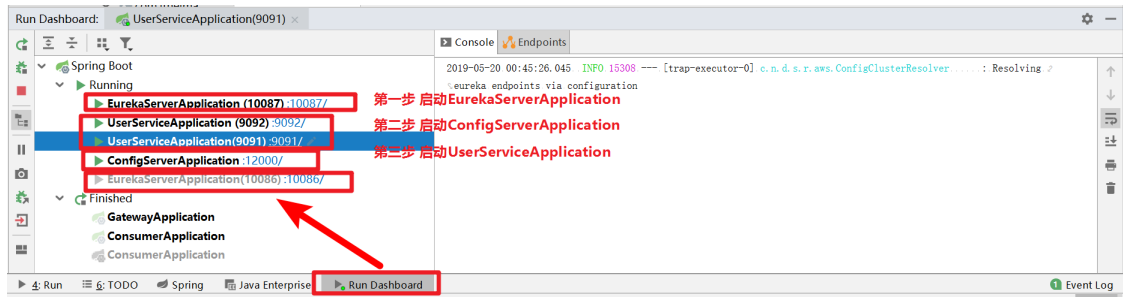 Run Dashboard: UserServiceApplication(9091)
Console Endpoints
Spring Boot
Running
EurekaServerApplication (10087) :10087/
UserServiceApplication (9092) :9092/
UserServiceApplication(9091) :9091/
ConfigServerApplication :12000/
EurekaServerApplication(10086) :10086/
Finished
GatewayApplication
ConsumerApplication
ConsumerApplication
2019-05-20 00:45:26.045 INFO 15308 --- [trap-executor-0] c.n.d.s.r.aws.ConfigClusterResolver : Resolving
eureka endpoints via configuration
第一步 启动EurekaServerApplication
第二步 启动ConfigServerApplication
第三步 启动UserServiceApplication
4: Run 6: TODO Spring Java Enterprise Run Dashboard 1 Event Log